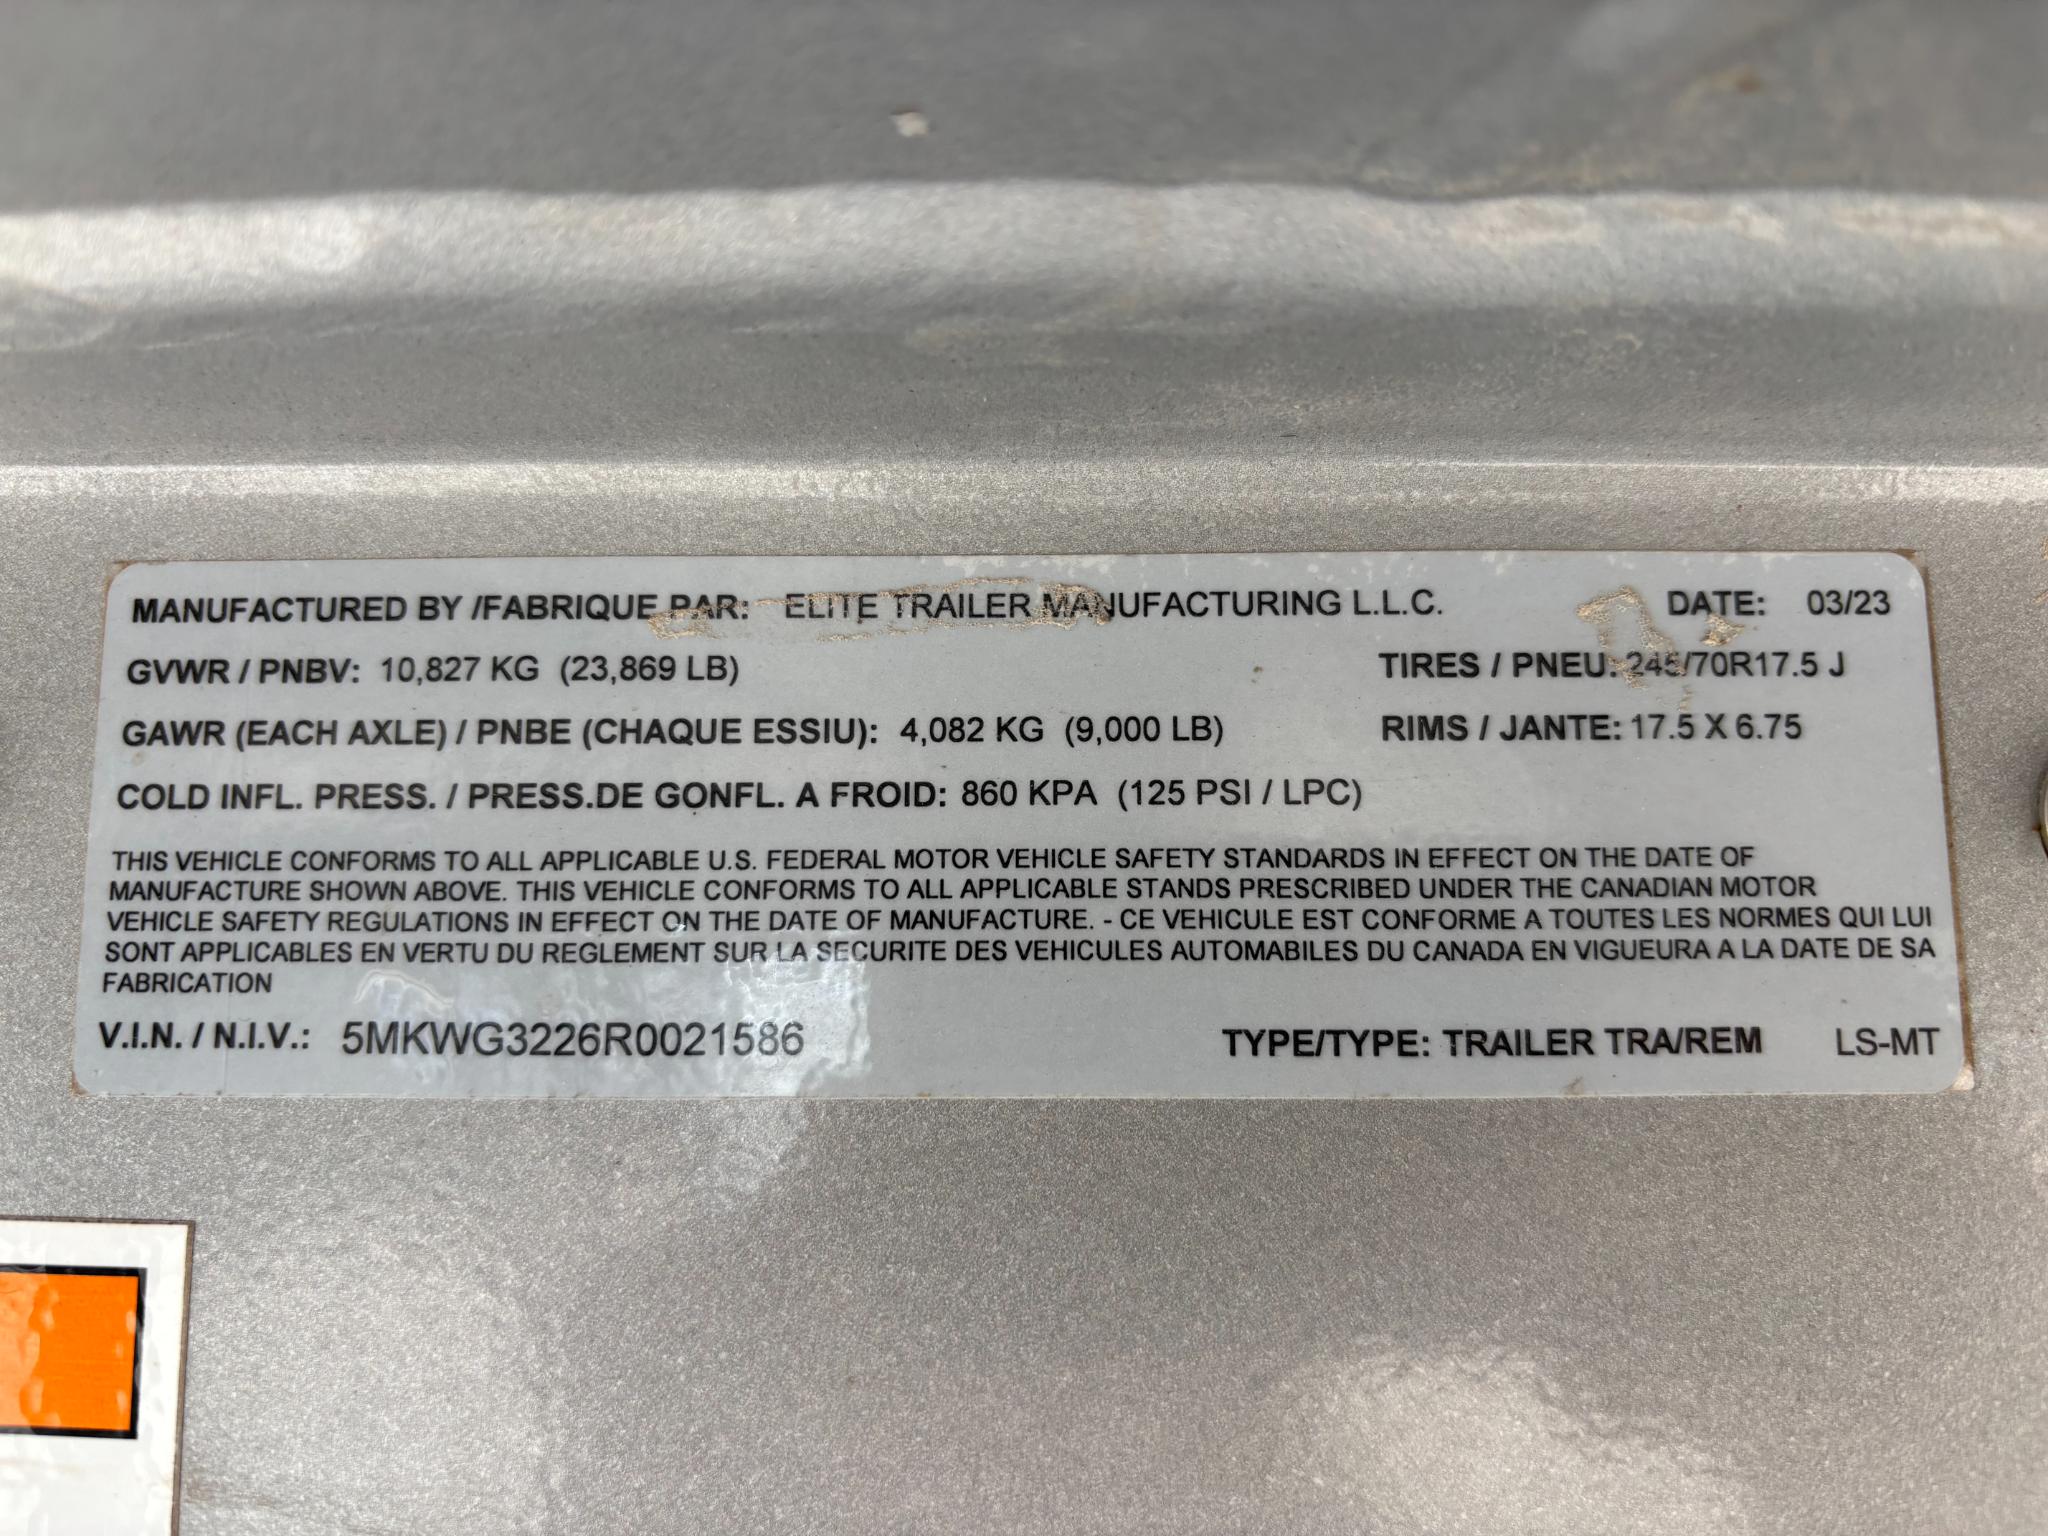 MANUFACTURED BY /FABRIQUE PAR: ELITE TRAILER MANUFACTURING L.L.C. DATE: 03/23
GVWR / PNBV: 10,827 KG (23,869 LB) TIRES / PNEU: 245/70R17.5 J
GAWR (EACH AXLE) / PNBE (CHAQUE ESSIU): 4,082 KG (9,000 LB) RIMS / JANTE: 17.5 X 6.75
COLD INFL. PRESS. / PRESS.DE GONFL. A FROID: 860 KPA (125 PSI / LPC)
THIS VEHICLE CONFORMS TO ALL APPLICABLE U.S. FEDERAL MOTOR VEHICLE SAFETY STANDARDS IN EFFECT ON THE DATE OF
MANUFACTURE SHOWN ABOVE. THIS VEHICLE CONFORMS TO ALL APPLICABLE STANDS PRESCRIBED UNDER THE CANADIAN MOTOR
VEHICLE SAFETY REGULATIONS IN EFFECT ON THE DATE OF MANUFACTURE. - CE VEHICULE EST CONFORME A TOUTES LES NORMES QUI LUI
SONT APPLICABLES EN VERTU DU REGLEMENT SUR LA SECURITE DES VEHICULES AUTOMABILES DU CANADA EN VIGUEURA A LA DATE DE SA
FABRICATION
V.I.N. / N.I.V.: 5MKWG3226R0021586 TYPE/TYPE: TRAILER TRA/REM LS-MT